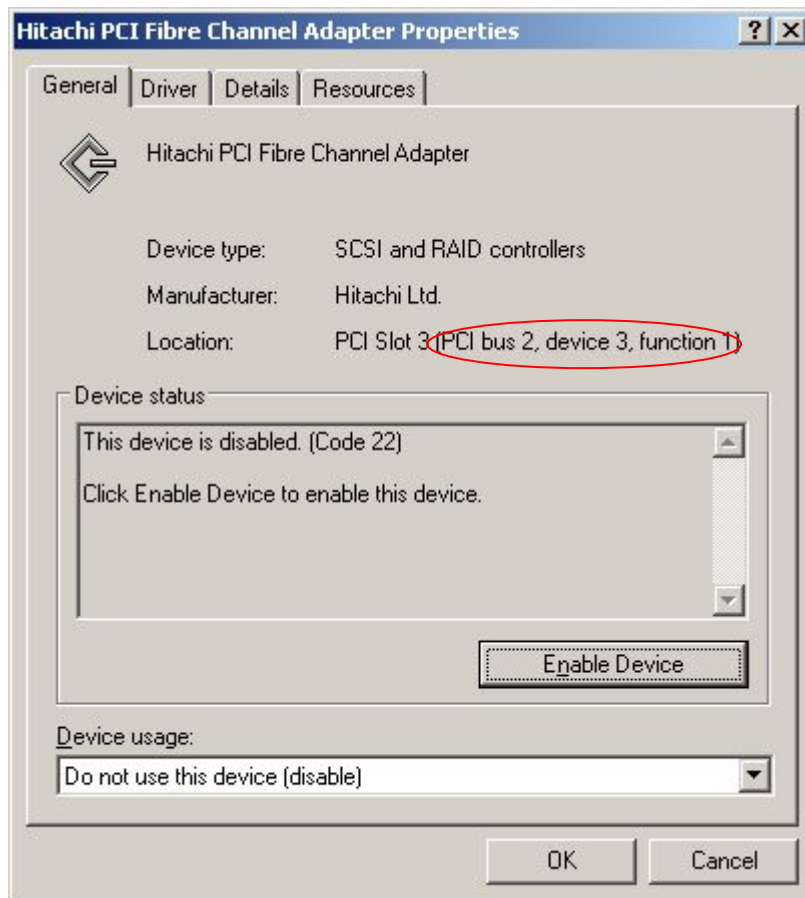 Hitachi PCI Fibre Channel Adapter Properties
General Driver Details Resources
Hitachi PCI Fibre Channel Adapter
Device type: SCSI and RAID controllers
Manufacturer: Hitachi Ltd.
Location: PCI Slot 3 (PCI bus 2, device 3, function 1)
Device status
This device is disabled. (Code 22)
Click Enable Device to enable this device.
Enable Device
Device usage:
Do not use this device (disable)
OK Cancel